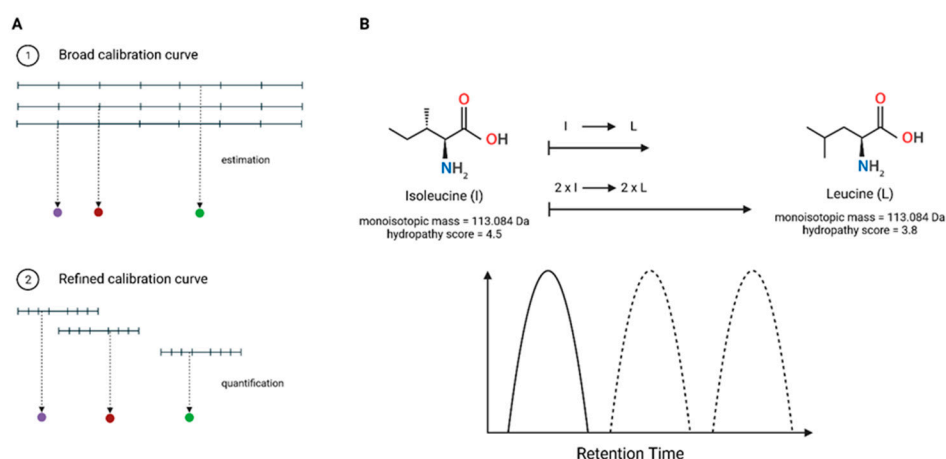 A
1 Broad calibration curve
estimation
2 Refined calibration curve
quantification
B
O
OH
NH2
Isoleucine (I)
monoisotopic mass = 113.084 Da
hydropathy score = 4.5
I → L
2 x I → 2 x L
O
OH
NH2
Leucine (L)
monoisotopic mass = 113.084 Da
hydropathy score = 3.8
Retention Time